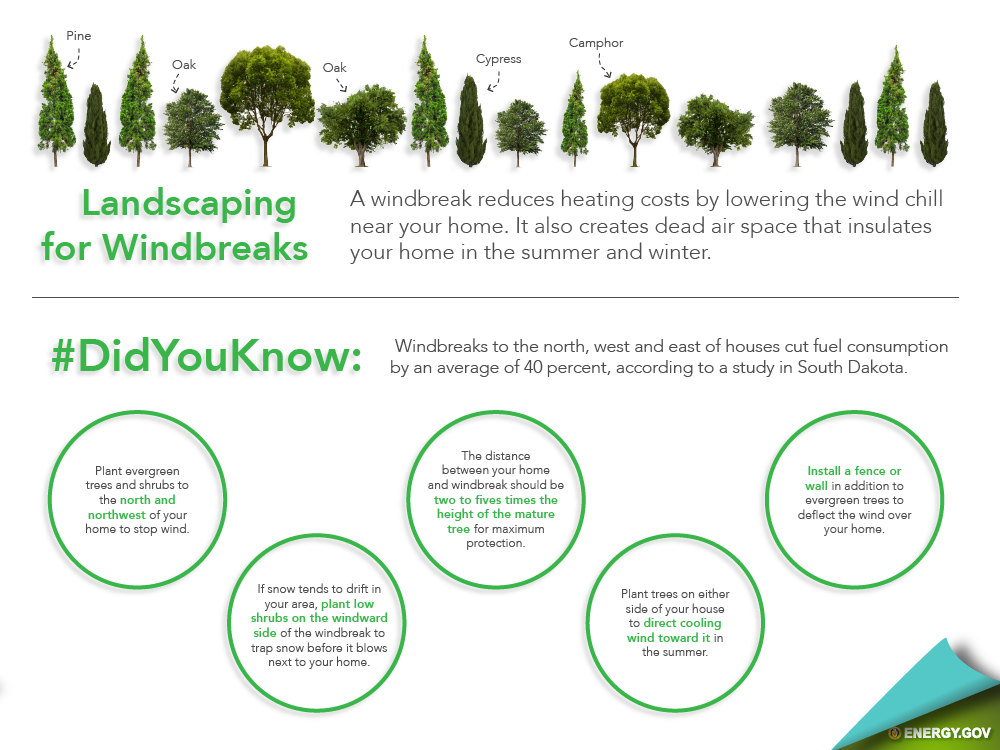 Pine
Oak
Oak
Cypress
Camphor
Landscaping
for Windbreaks
A windbreak reduces heating costs by lowering the wind chill
near your home. It also creates dead air space that insulates
your home in the summer and winter.
#DidYouKnow:
Windbreaks to the north, west and east of houses cut fuel consumption
by an average of 40 percent, according to a study in South Dakota.
Plant evergreen
trees and shrubs to
the north and
northwest of your
home to stop wind.
If snow tends to drift in
your area, plant low
shrubs on the windward
side of the windbreak to
trap snow before it blows
next to your home.
The distance
between your home
and windbreak should be
two to fives times the
height of the mature
tree for maximum
protection.
Plant trees on either
side of your house
to direct cooling
wind toward it in
the summer.
Install a fence or
wall in addition to
evergreen trees to
deflect the wind over
your home.
ENERGY.GOV